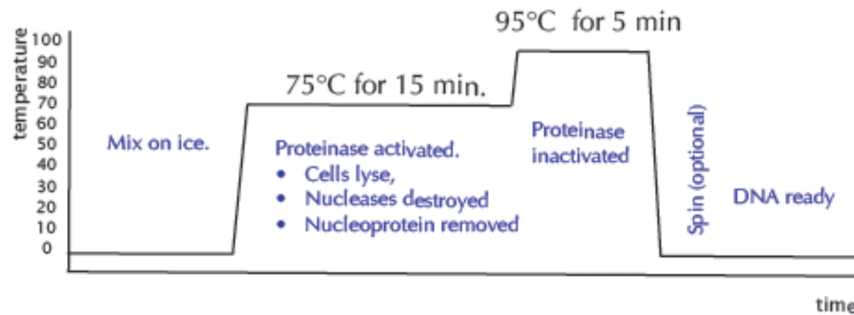 95°C for 5 min
temperature
100
90
80
70
60
50
40
30
20
10
0
75°C for 15 min.
Mix on ice.
Proteinase activated.
• Cells lyse,
• Nucleases destroyed
• Nucleoprotein removed
Proteinase
inactivated
Spin (optional)
DNA ready
time